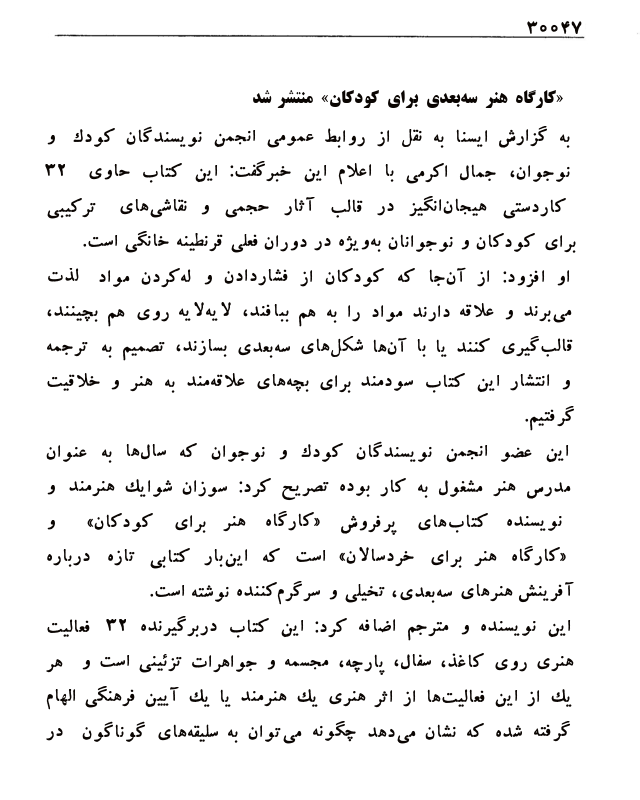 ۳۰۰۴۷
«کارگاه هنر سه‌بعدی برای کودکان» منتشر شد
به گزارش ایسنا به نقل از روابط عمومی انجمن نویسندگان کودك و
نوجوان، جمال اکرمی با اعلام این خبرگفت: این کتاب حاوی ۳۲
کاردستی هیجان‌انگیز در قالب آثار حجمی و نقاشی‌های ترکیبی
برای کودکان و نوجوانان به‌ویژه در دوران فعلی قرنطینه خانگی است.
او افزود: از آن‌جا که کودکان از فشاردادن و له‌کردن مواد لذت
می‌برند و علاقه دارند مواد را به هم ببافند، لایه‌لایه روی هم بچینند،
قالب‌گیری کنند یا با آن‌ها شکل‌های سه‌بعدی بسازند، تصمیم به ترجمه
و انتشار این کتاب سودمند برای بچه‌های علاقه‌مند به هنر و خلاقیت
گرفتیم.
این عضو انجمن نویسندگان کودك و نوجوان که سال‌ها به عنوان
مدرس هنر مشغول به کار بوده تصریح کرد: سوزان شوایك هنرمند و
نویسنده کتاب‌های پرفروش «کارگاه هنر برای کودکان» و
«کارگاه هنر برای خردسالان» است که این‌بار کتابی تازه درباره
آفرینش هنرهای سه‌بعدی، تخیلی و سرگرم‌کننده نوشته است.
این نویسنده و مترجم اضافه کرد: این کتاب دربرگیرنده ۳۲ فعالیت
هنری روی کاغذ، سفال، پارچه، مجسمه و جواهرات تزئینی است و هر
یك از این فعالیت‌ها از اثر هنری یك هنرمند یا یك آیین فرهنگی الهام
گرفته شده که نشان می‌دهد چگونه می‌توان به سلیقه‌های گوناگون در